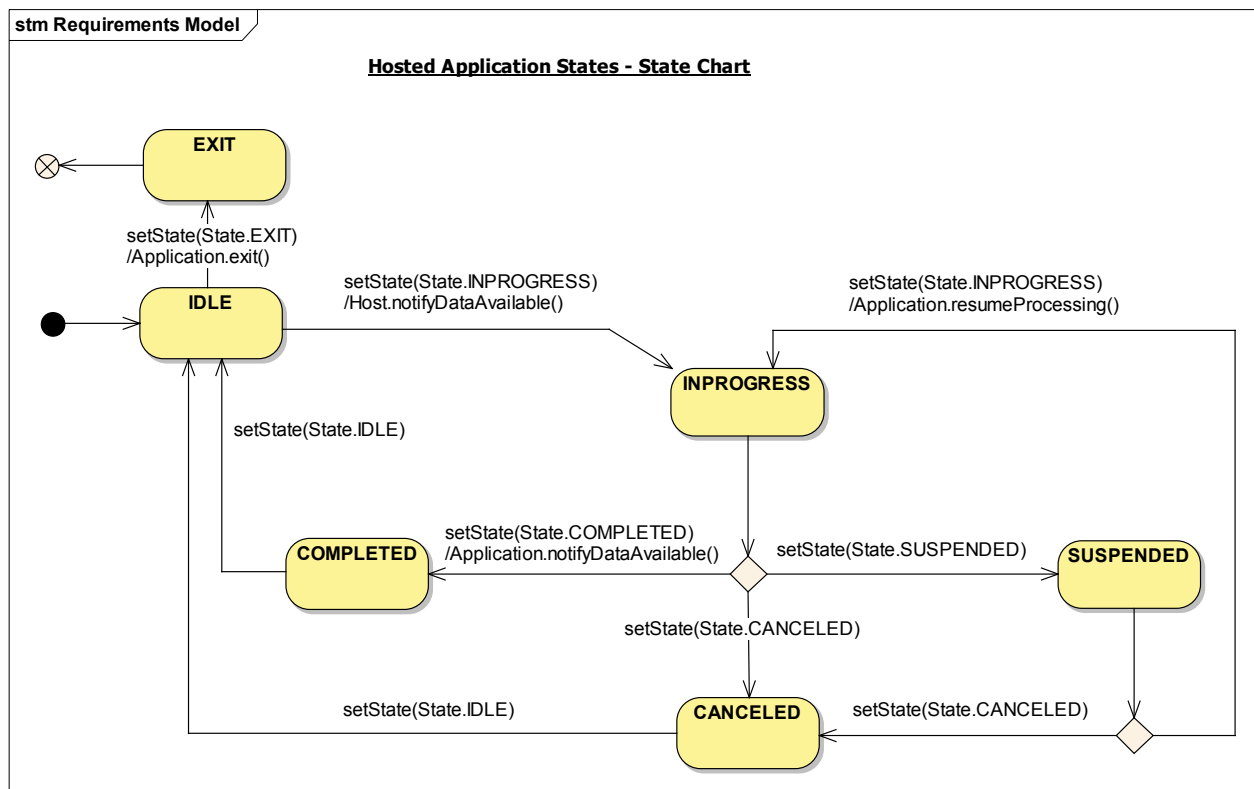 stm Requirements Model
Hosted Application States - State Chart
EXIT
setState(State.EXIT)
/Application.exit()
IDLE
setState(State.INPROGRESS)
/Host.notifyDataAvailable()
setState(State.INPROGRESS)
/Application.resumeProcessing()
INPROGRESS
setState(State.IDLE)
COMPLETED
setState(State.COMPLETED)
/Application.notifyDataAvailable()
setState(State.SUSPENDED)
SUSPENDED
setState(State.CANCELED)
setState(State.IDLE)
CANCELED
setState(State.CANCELED)